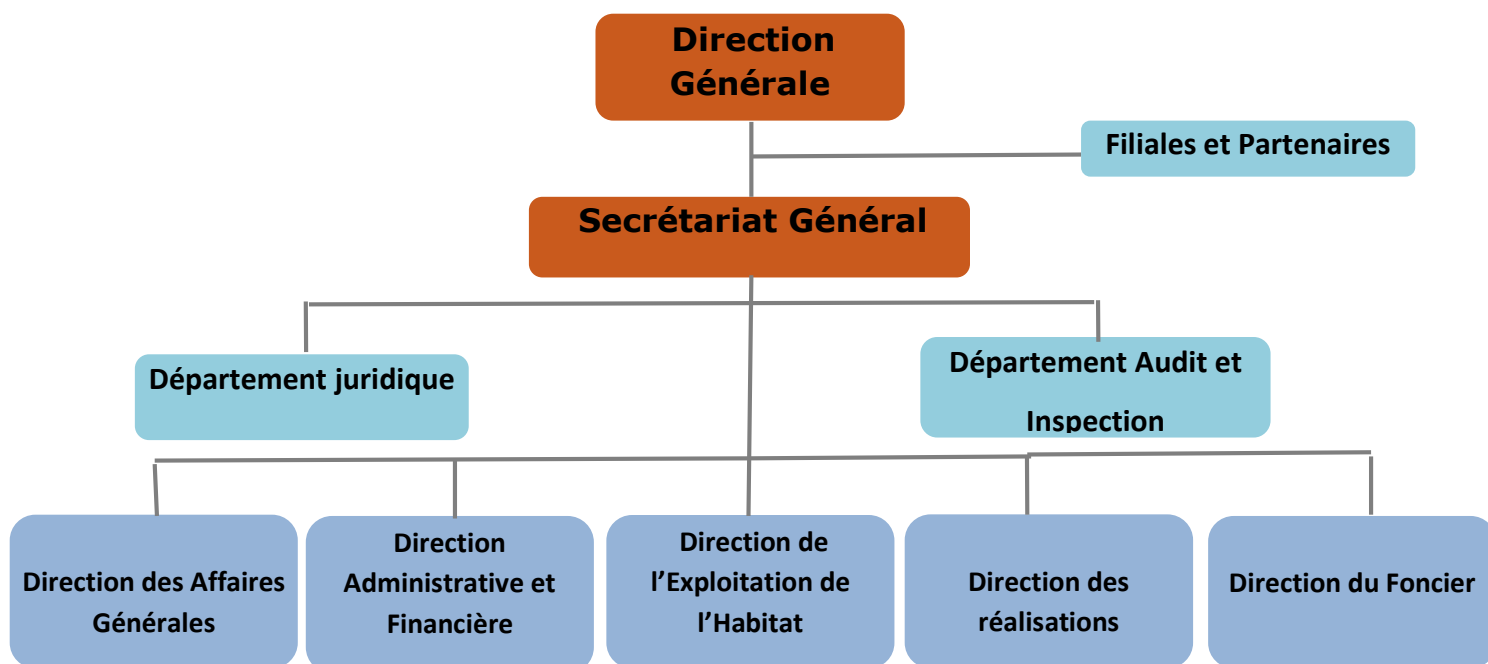 Direction
Générale
Filiales et Partenaires
Secrétariat Général
Département juridique
Département Audit et
Inspection
Direction des Affaires
Générales
Direction
Administrative et
Financière
Direction de
l’Exploitation de
l’Habitat
Direction des
réalisations
Direction du Foncier